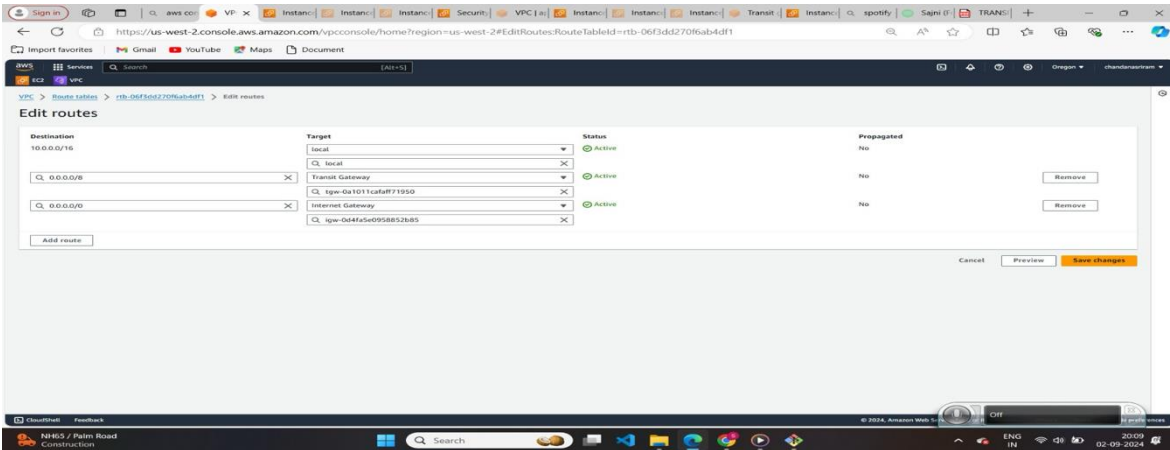 Sign in
aws con
VP
Instanc
Instanc
Instanc
Securit
VPC | a
Instanc
Instanc
Instanc
Transit
Instanc
spotify
Sajni (F
TRANS
https://us-west-2.console.aws.amazon.com/vpcconsole/home?region=us-west-2#EditRoutes:RouteTableId=rtb-06f3dd270f6ab4df1
Import favorites Gmail YouTube Maps Document
aws Services Search [Alt+S] Oregon chandanasriram
EC2 VPC
VPC > Route tables > rtb-06f3dd270f6ab4df1 > Edit routes
Edit routes
Destination Target Status Propagated
10.0.0.0/16 local Active No
local
0.0.0.0/8 Transit Gateway Active No Remove
tgw-0a1011cafaff71950
0.0.0.0/0 Internet Gateway Active No Remove
igw-0d4fa5e0958852b85
Add route
Cancel Preview Save changes
CloudShell Feedback © 2024, Amazon Web
Off
NH65 / Palm Road
Construction
Search
ENG
IN
20:09
02-09-2024